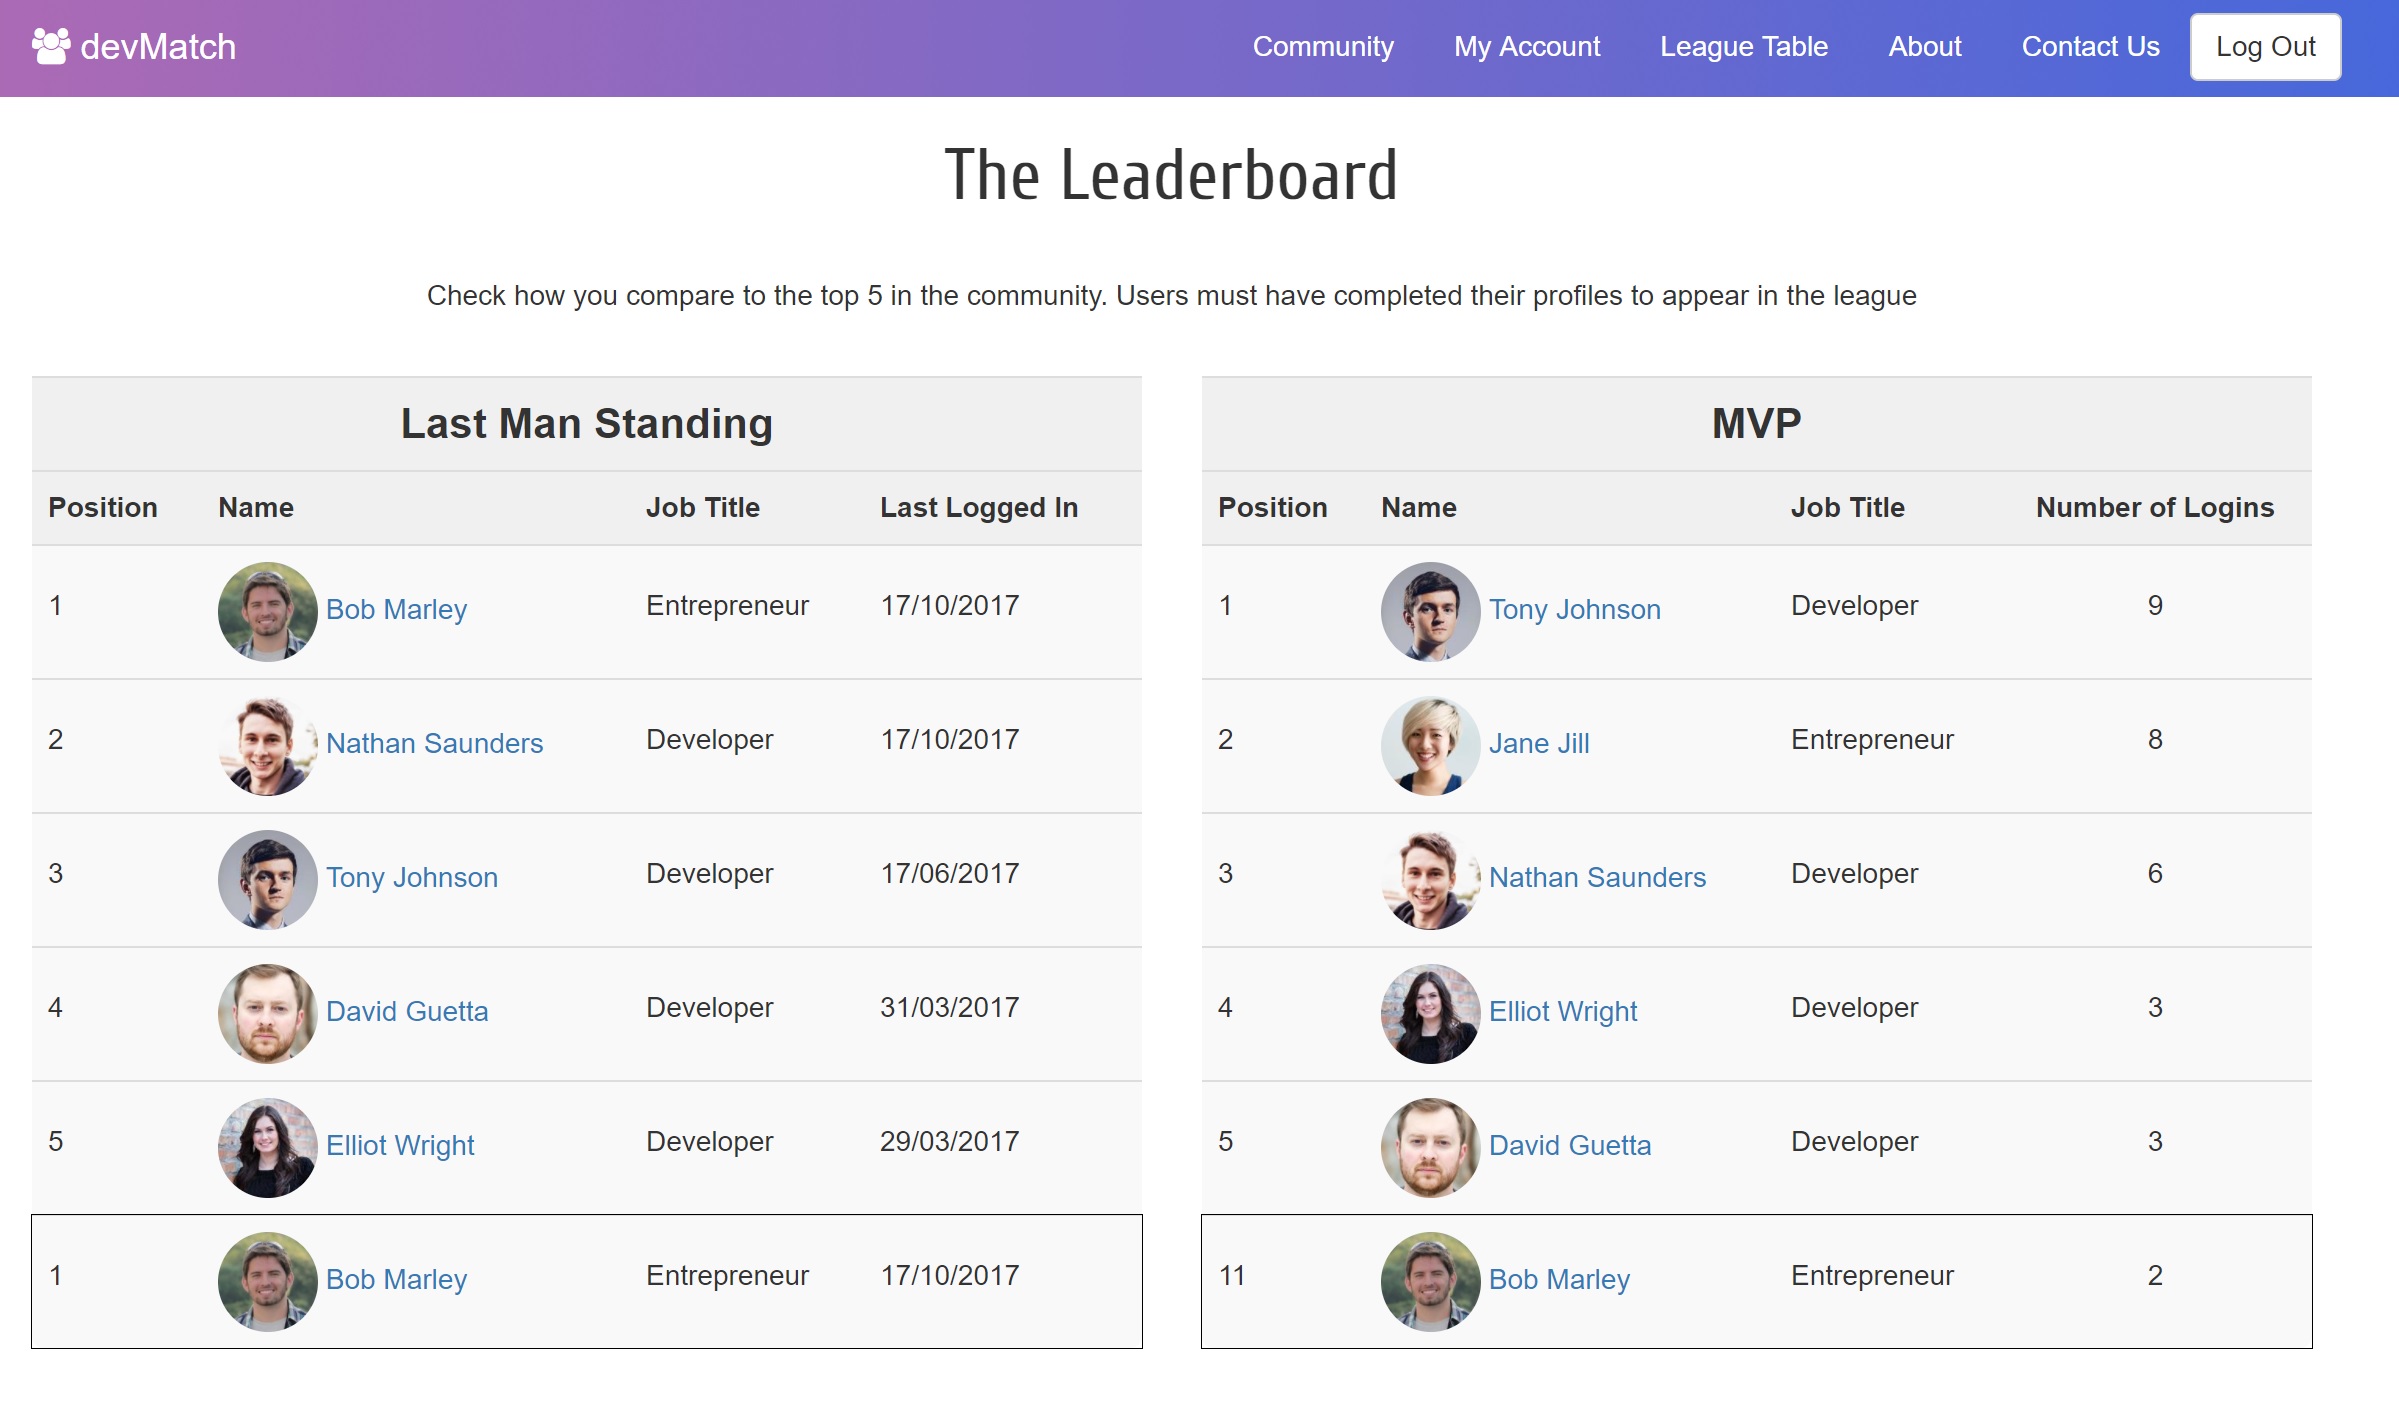 devMatch
Community My Account League Table About Contact Us Log Out
The Leaderboard
Check how you compare to the top 5 in the community. Users must have completed their profiles to appear in the league
Last Man Standing
Position Name Job Title Last Logged In
1 Bob Marley Entrepreneur 17/10/2017
2 Nathan Saunders Developer 17/10/2017
3 Tony Johnson Developer 17/06/2017
4 David Guetta Developer 31/03/2017
5 Elliot Wright Developer 29/03/2017
1 Bob Marley Entrepreneur 17/10/2017
MVP
Position Name Job Title Number of Logins
1 Tony Johnson Developer 9
2 Jane Jill Entrepreneur 8
3 Nathan Saunders Developer 6
4 Elliot Wright Developer 3
5 David Guetta Developer 3
11 Bob Marley Entrepreneur 2